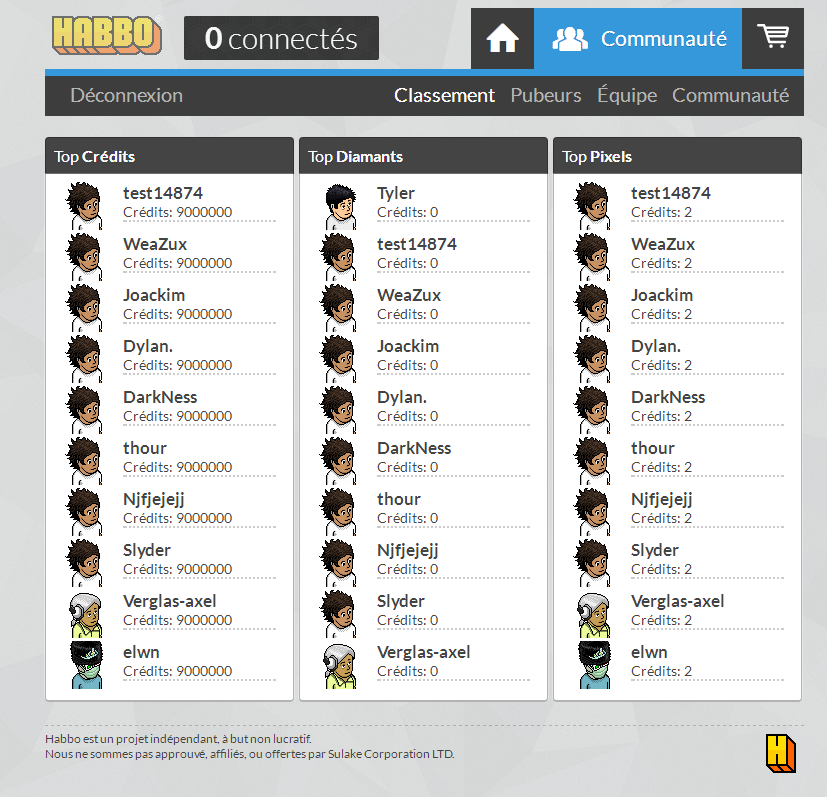 HABBO
0 connectés
Communauté
Déconnexion
Classement Pubeurs Équipe Communauté
Top Crédits
test14874
Crédits: 9000000
WeaZux
Crédits: 9000000
Joackim
Crédits: 9000000
Dylan.
Crédits: 9000000
DarkNess
Crédits: 9000000
thour
Crédits: 9000000
Njfjejejj
Crédits: 9000000
Slyder
Crédits: 9000000
Verglas-axel
Crédits: 9000000
elwn
Crédits: 9000000
Top Diamants
Tyler
Crédits: 0
test14874
Crédits: 0
WeaZux
Crédits: 0
Joackim
Crédits: 0
Dylan.
Crédits: 0
DarkNess
Crédits: 0
thour
Crédits: 0
Njfjejejj
Crédits: 0
Slyder
Crédits: 0
Verglas-axel
Crédits: 0
Top Pixels
test14874
Crédits: 2
WeaZux
Crédits: 2
Joackim
Crédits: 2
Dylan.
Crédits: 2
DarkNess
Crédits: 2
thour
Crédits: 2
Njfjejejj
Crédits: 2
Slyder
Crédits: 2
Verglas-axel
Crédits: 2
elwn
Crédits: 2
Habbo est un projet indépendant, à but non lucratif.
Nous ne sommes pas approuvé, affiliés, ou offertes par Sulake Corporation LTD.
H